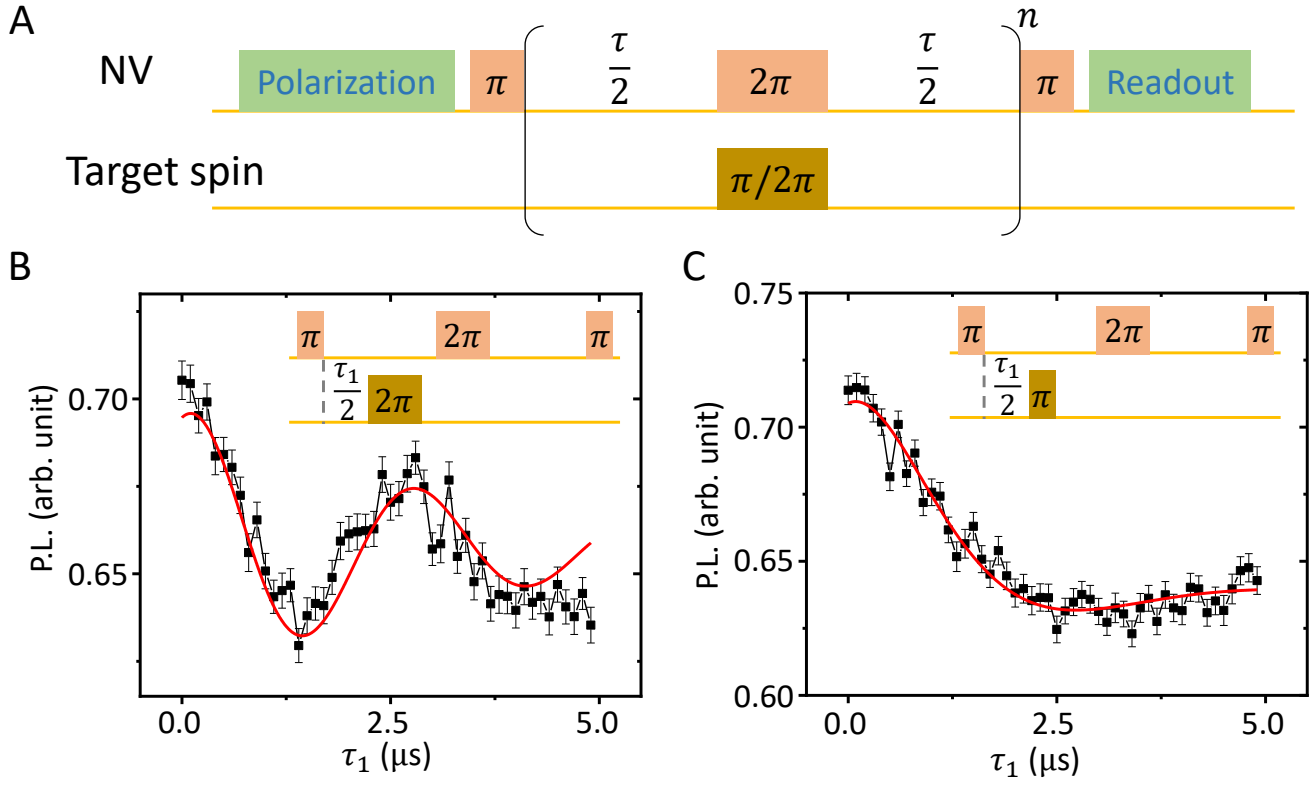 A
NV
Polarization
π
τ/2
2π
τ/2
n
π
Readout
Target spin
π/2π
B
π
2π
π
τ₁/2
2π
0.70
0.65
P.L. (arb. unit)
0.0
2.5
5.0
τ₁ (μs)
C
π
2π
π
τ₁/2
π
0.75
0.70
0.65
0.60
P.L. (arb. unit)
0.0
2.5
5.0
τ₁ (μs)